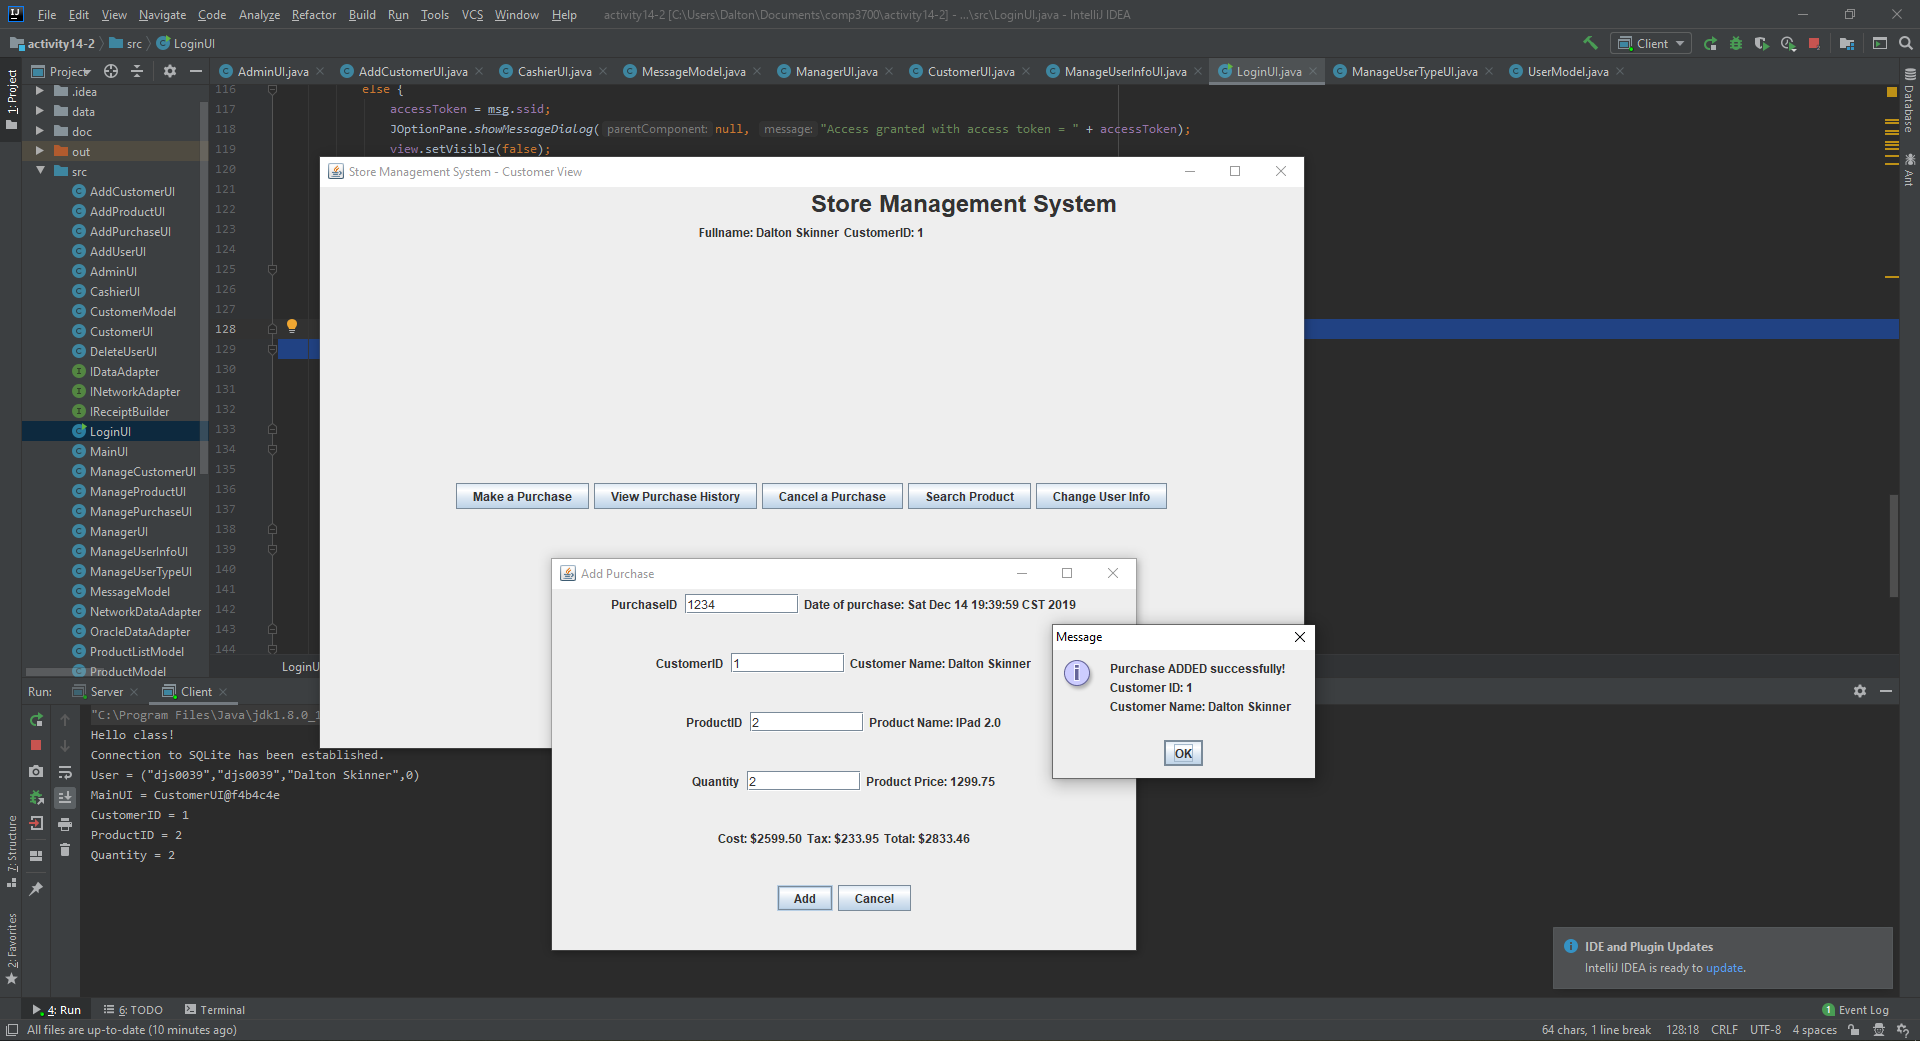 File Edit View Navigate Code Analyze Refactor Build Run Tools VCS Window Help activity14-2 [C:\Users\Dalton\Documents\comp3700\activity14-2] - ...\src\LoginUI.java - IntelliJ IDEA
activity14-2 src LoginUI Client
Project AdminUI.java AddCustomerUI.java CashierUI.java MessageModel.java ManagerUI.java CustomerUI.java ManageUserInfoUI.java LoginUI.java ManageUserTypeUI.java UserModel.java
1: Project
Database
Ant
.idea
data
doc
out
src
AddCustomerUI
AddProductUI
AddPurchaseUI
AddUserUI
AdminUI
CashierUI
CustomerModel
CustomerUI
DeleteUserUI
IDataAdapter
INetworkAdapter
IReceiptBuilder
LoginUI
MainUI
ManageCustomerUI
ManageProductUI
ManagePurchaseUI
ManagerUI
ManageUserInfoUI
ManageUserTypeUI
MessageModel
NetworkDataAdapter
OracleDataAdapter
ProductListModel
ProductModel
116 else {
117 accessToken = msg.ssid;
118 JOptionPane.showMessageDialog( parentComponent: null, message: "Access granted with access token = " + accessToken);
119 view.setVisible(false);
120
121
122
123
124
125
126
127
128
129
130
131
132
133
134
135
136
137
138
139
140
141
142
143
144
LoginU
Store Management System - Customer View
Store Management System
Fullname: Dalton Skinner CustomerID: 1
Make a Purchase View Purchase History Cancel a Purchase Search Product Change User Info
Add Purchase
PurchaseID 1234 Date of purchase: Sat Dec 14 19:39:59 CST 2019
CustomerID 1 Customer Name: Dalton Skinner
ProductID 2 Product Name: IPad 2.0
Quantity 2 Product Price: 1299.75
Cost: $2599.50 Tax: $233.95 Total: $2833.46
Add Cancel
Message
Purchase ADDED successfully!
Customer ID: 1
Customer Name: Dalton Skinner
OK
Run: Server Client
"C:\Program Files\Java\jdk1.8.0_1
Hello class!
Connection to SQLite has been established.
User = ("djs0039","djs0039","Dalton Skinner",0)
MainUI = CustomerUI@f4b4c4e
CustomerID = 1
ProductID = 2
Quantity = 2
7: Structure
2: Favorites
IDE and Plugin Updates
IntelliJ IDEA is ready to update.
4: Run 6: TODO Terminal 1 Event Log
All files are up-to-date (10 minutes ago) 64 chars, 1 line break 128:18 CRLF UTF-8 4 spaces